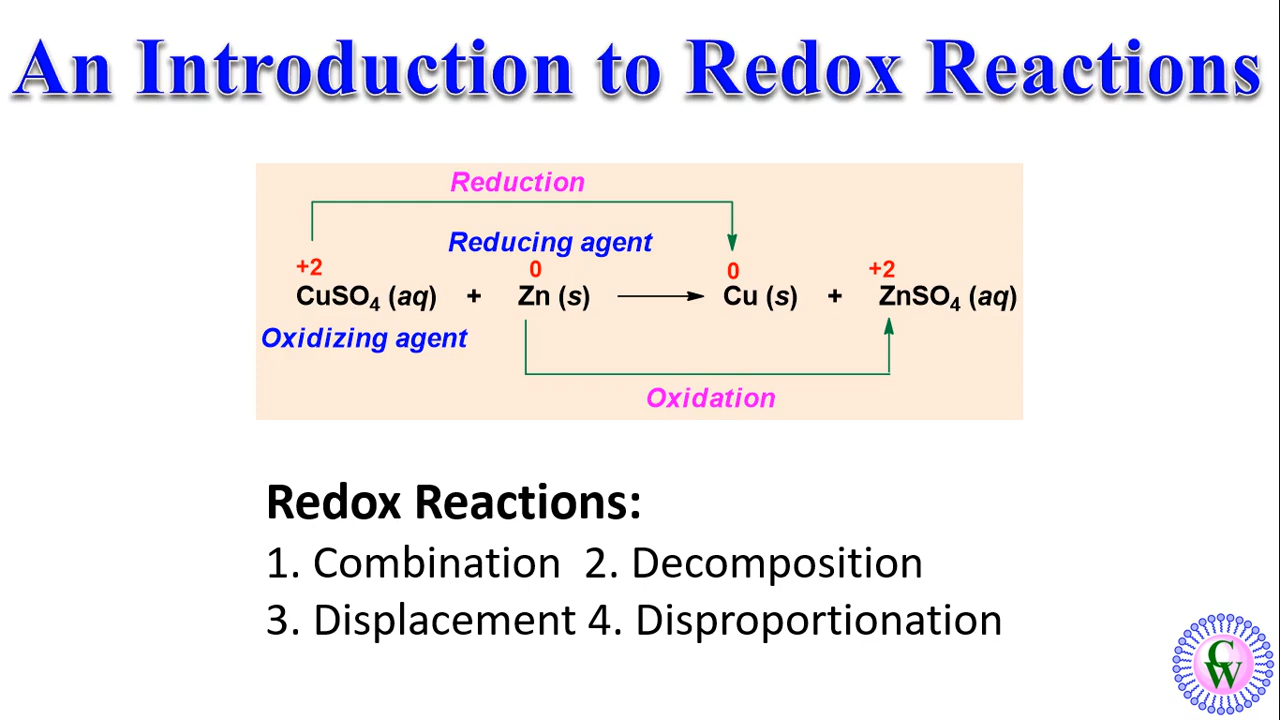 An Introduction to Redox Reactions
Reduction
Reducing agent
+2 0 0 +2
CuSO₄ (aq) + Zn (s) ⟶ Cu (s) + ZnSO₄ (aq)
Oxidizing agent
Oxidation
Redox Reactions:
1. Combination 2. Decomposition
3. Displacement 4. Disproportionation
CW